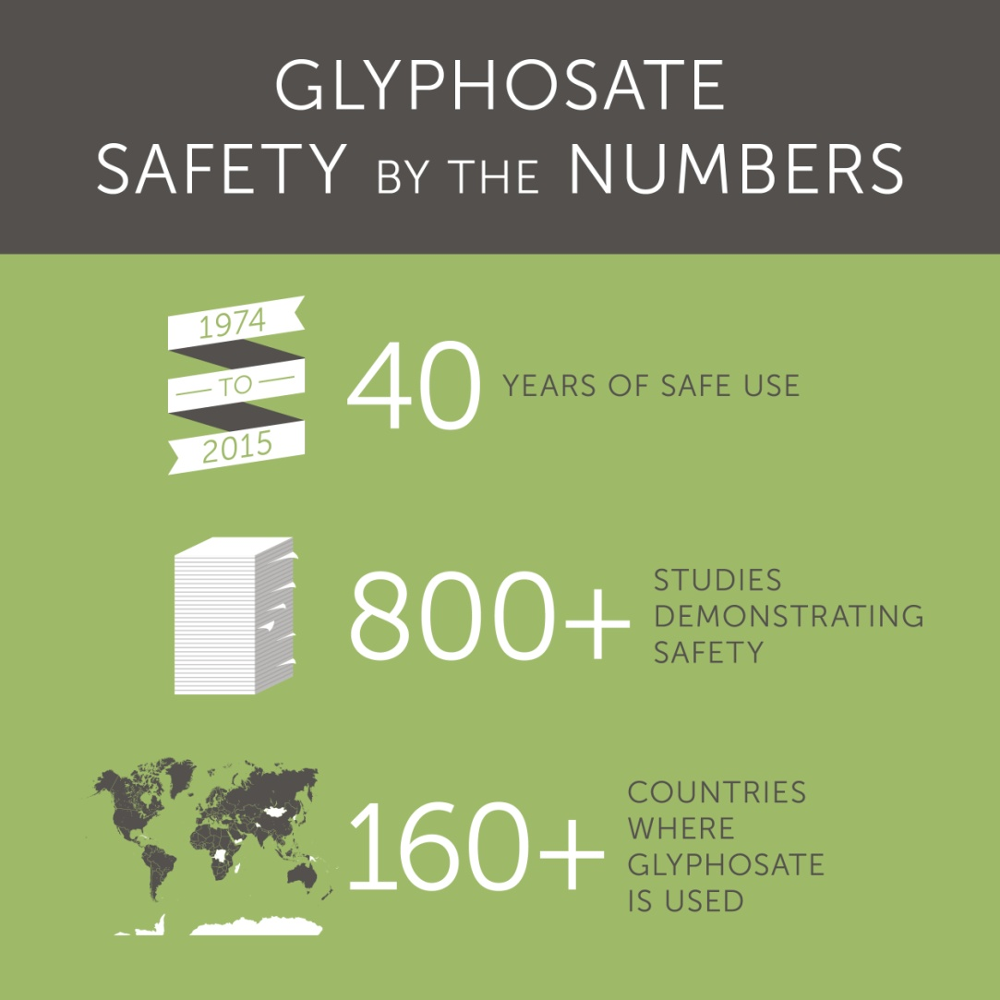 GLYPHOSATE
SAFETY BY THE NUMBERS
1974
TO
2015
40 YEARS OF SAFE USE
800+ STUDIES
DEMONSTRATING
SAFETY
160+ COUNTRIES
WHERE
GLYPHOSATE
IS USED